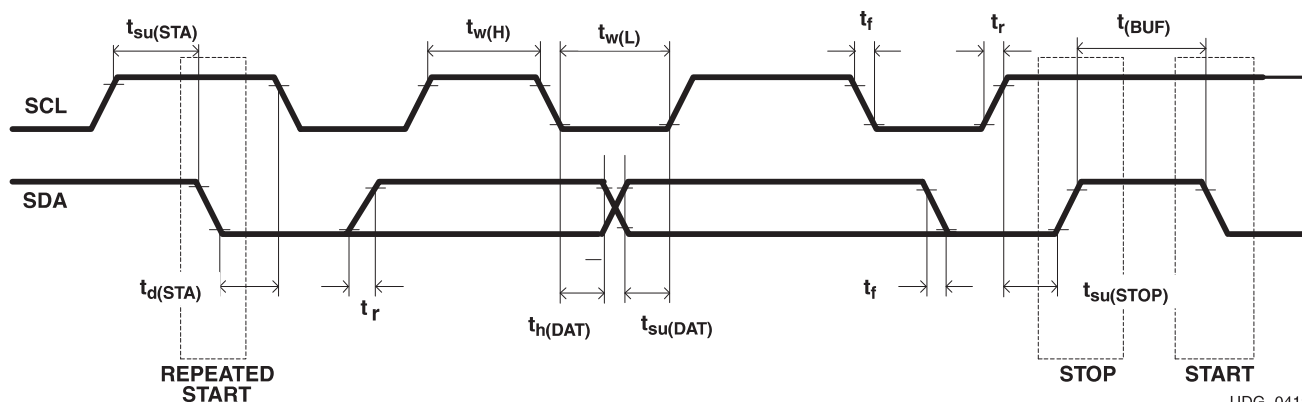 tsu(STA)
tw(H)
tw(L)
tf
tr
t(BUF)
SCL
SDA
td(STA)
tr
th(DAT)
tsu(DAT)
tf
tsu(STOP)
REPEATED
START
STOP
START